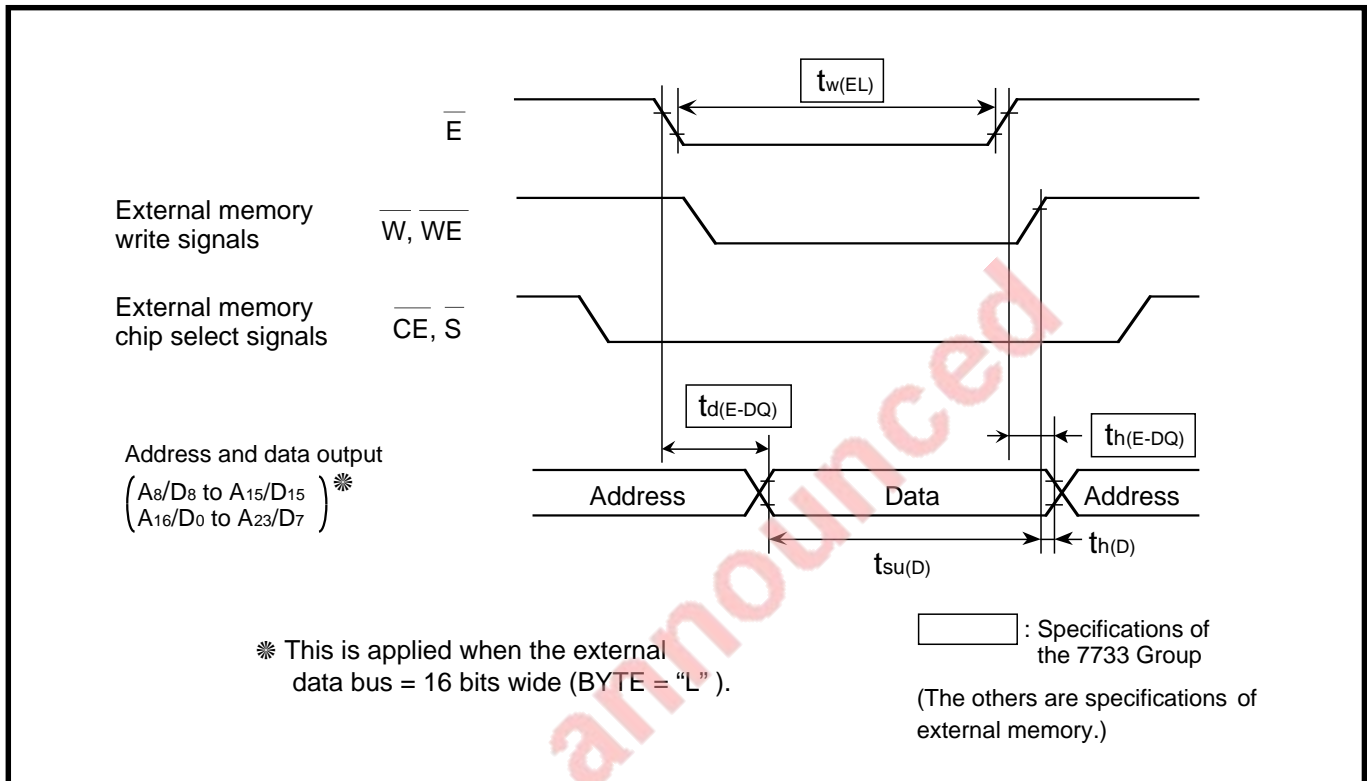 tw(EL)
E
External memory
write signals
W, WE
External memory
chip select signals
CE, S
td(E-DQ)
th(E-DQ)
Address and data output
(A8/D8 to A15/D15
A16/D0 to A23/D7)※
Address
Data
Address
tsu(D)
th(D)
※ This is applied when the external
data bus = 16 bits wide (BYTE = “L” ).
: Specifications of
the 7733 Group
(The others are specifications of
external memory.)
announced